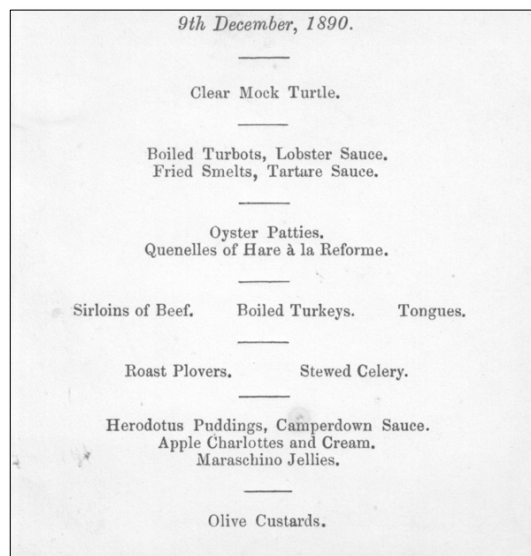 9th December, 1890.
Clear Mock Turtle.
Boiled Turbots, Lobster Sauce.
Fried Smelts, Tartare Sauce.
Oyster Patties.
Quenelles of Hare à la Reforme.
Sirloins of Beef. Boiled Turkeys. Tongues.
Roast Plovers. Stewed Celery.
Herodotus Puddings, Camperdown Sauce.
Apple Charlottes and Cream.
Maraschino Jellies.
Olive Custards.